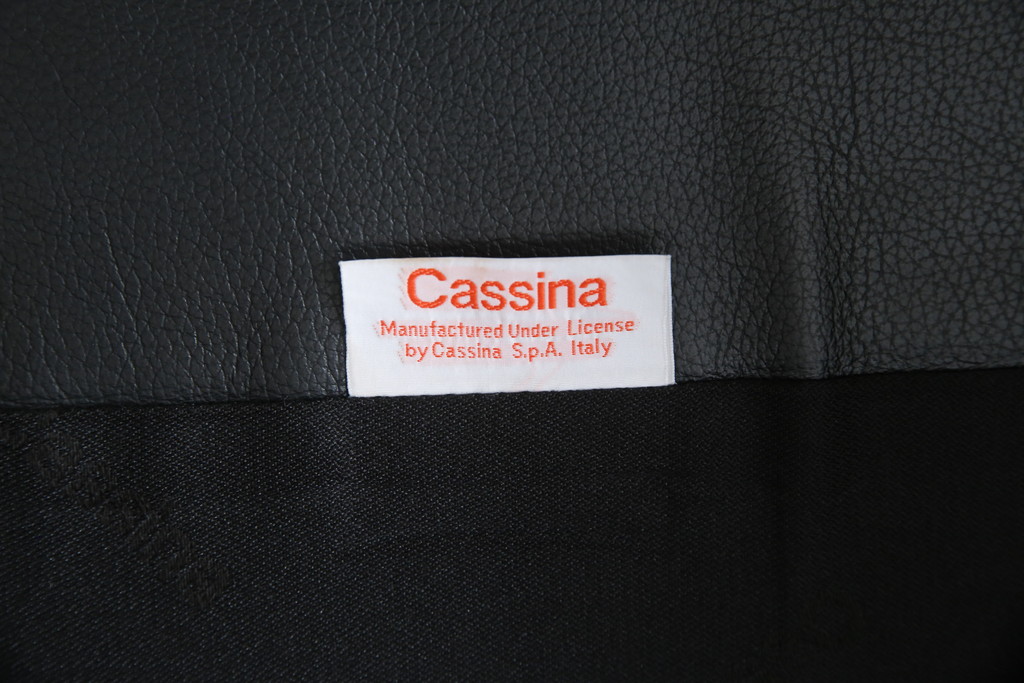 Cassina
Manufactured Under License
by Cassina S.p.A. Italy